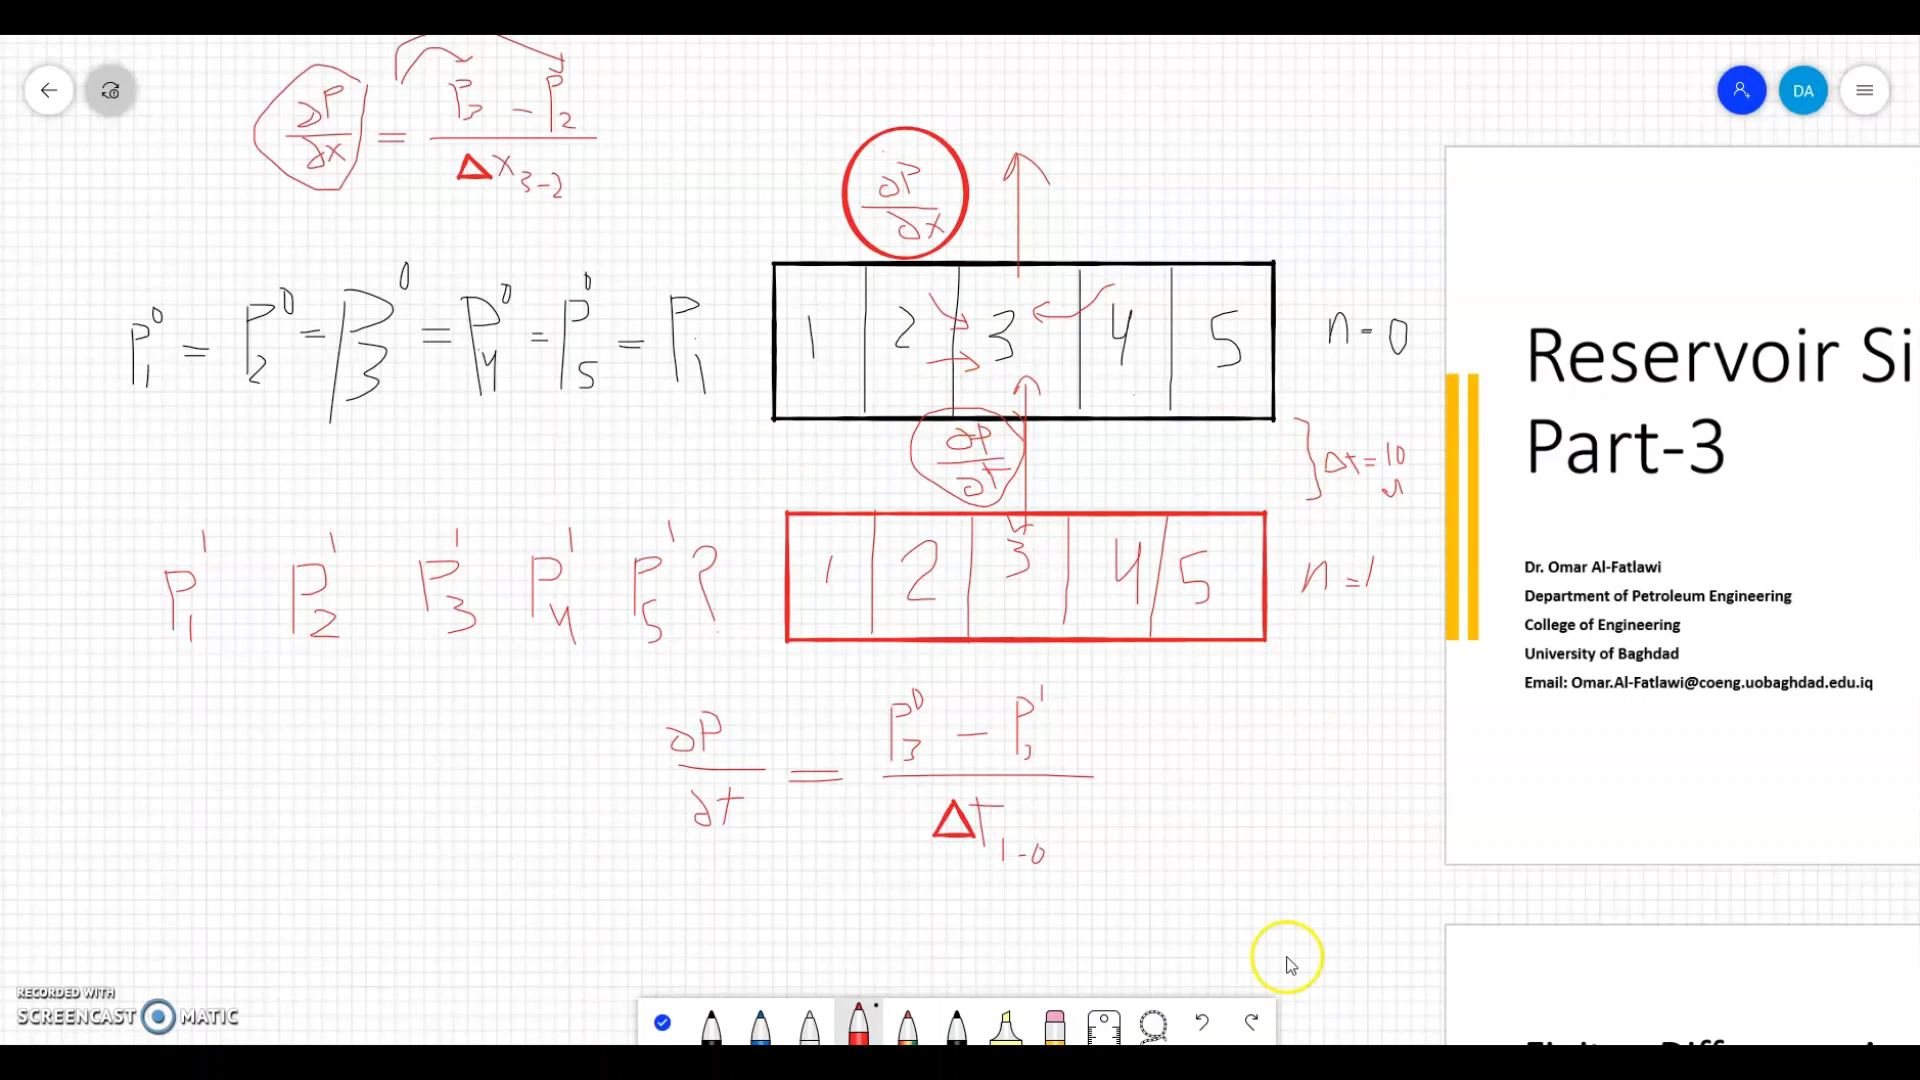 ∂P/∂x = (P3 − P2)/Δx3−2
∂P/∂x
P1^0 = P2^0 = P3^0 = P4^0 = P5^0 = Pi
1 2 3 4 5
n = 0
∂P/∂t
Δt = 10
P1^1 P2^1 P3^1 P4^1 P5^1 ?
1 2 3 4 5
n = 1
∂P/∂t = (P3^0 − P3^1)/Δt1−0
DA
Reservoir Si
Part-3
Dr. Omar Al-Fatlawi
Department of Petroleum Engineering
College of Engineering
University of Baghdad
Email: Omar.Al-Fatlawi@coeng.uobaghdad.edu.iq
RECORDED WITH
SCREENCAST MATIC